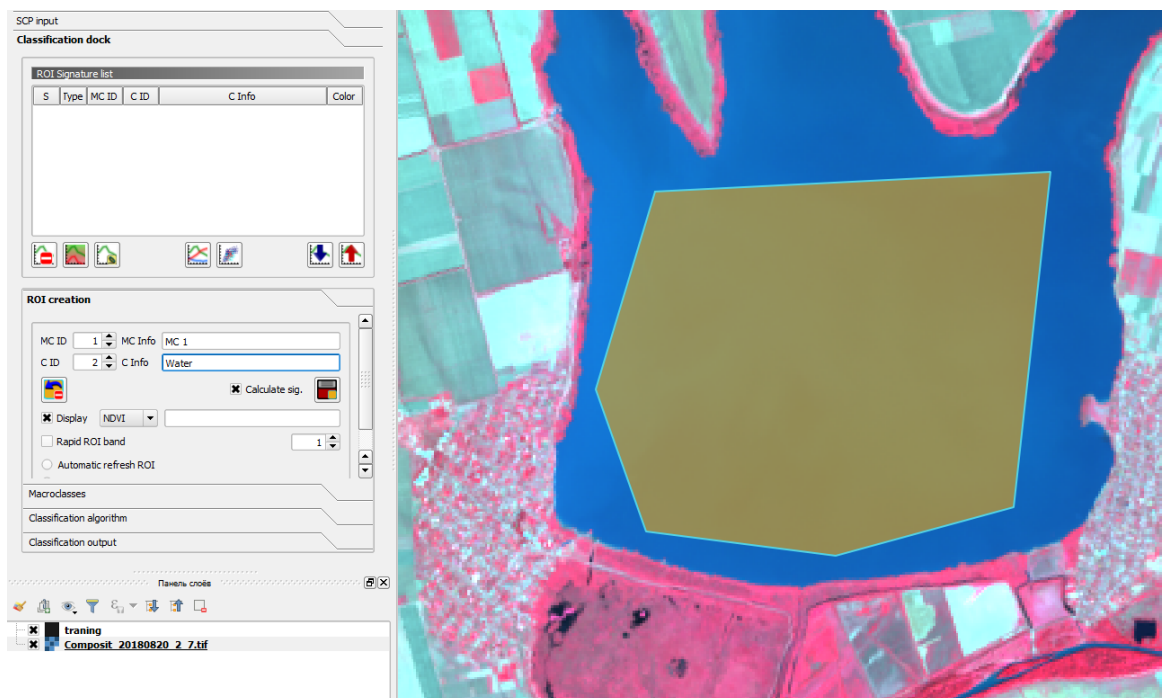 SCP input
Classification dock
ROI Signature list
S Type MC ID C ID C Info Color
ROI creation
MC ID 1 MC Info MC 1
C ID 2 C Info Water
Calculate sig.
Display NDVI
Rapid ROI band 1
Automatic refresh ROI
Macroclasses
Classification algorithm
Classification output
Панель слоёв
traning
Composit_20180820_2_7.tif